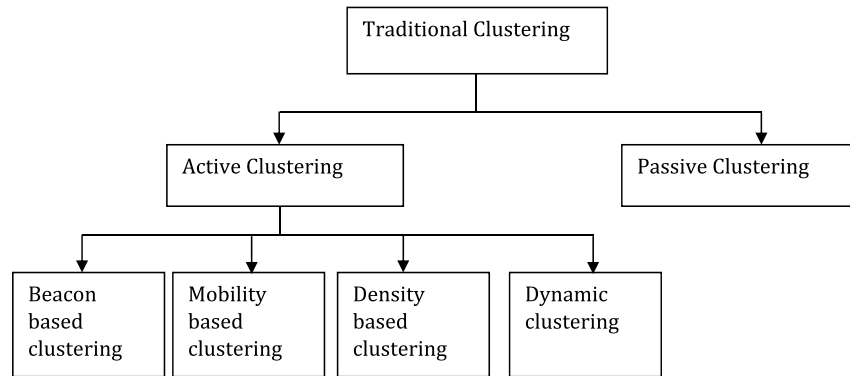 Traditional Clustering
Active Clustering
Passive Clustering
Beacon
based
clustering
Mobility
based
clustering
Density
based
clustering
Dynamic
clustering